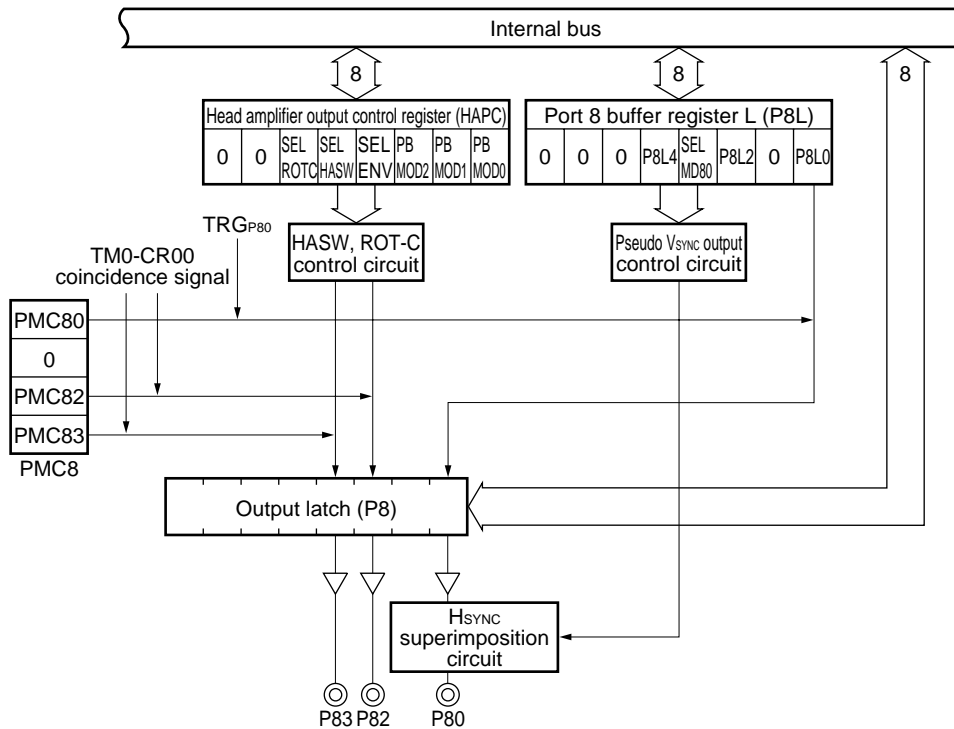 Internal bus
8
8
8
Head amplifier output control register (HAPC)
0 0 SEL ROTC SEL HASW SEL ENV PB MOD2 PB MOD1 PB MOD0
Port 8 buffer register L (P8L)
0 0 0 P8L4 SEL MD80 P8L2 0 P8L0
TRGP80
TM0-CR00
coincidence signal
HASW, ROT-C
control circuit
Pseudo VSYNC output
control circuit
PMC80
0
PMC82
PMC83
PMC8
Output latch (P8)
HSYNC
superimposition
circuit
P83 P82 P80